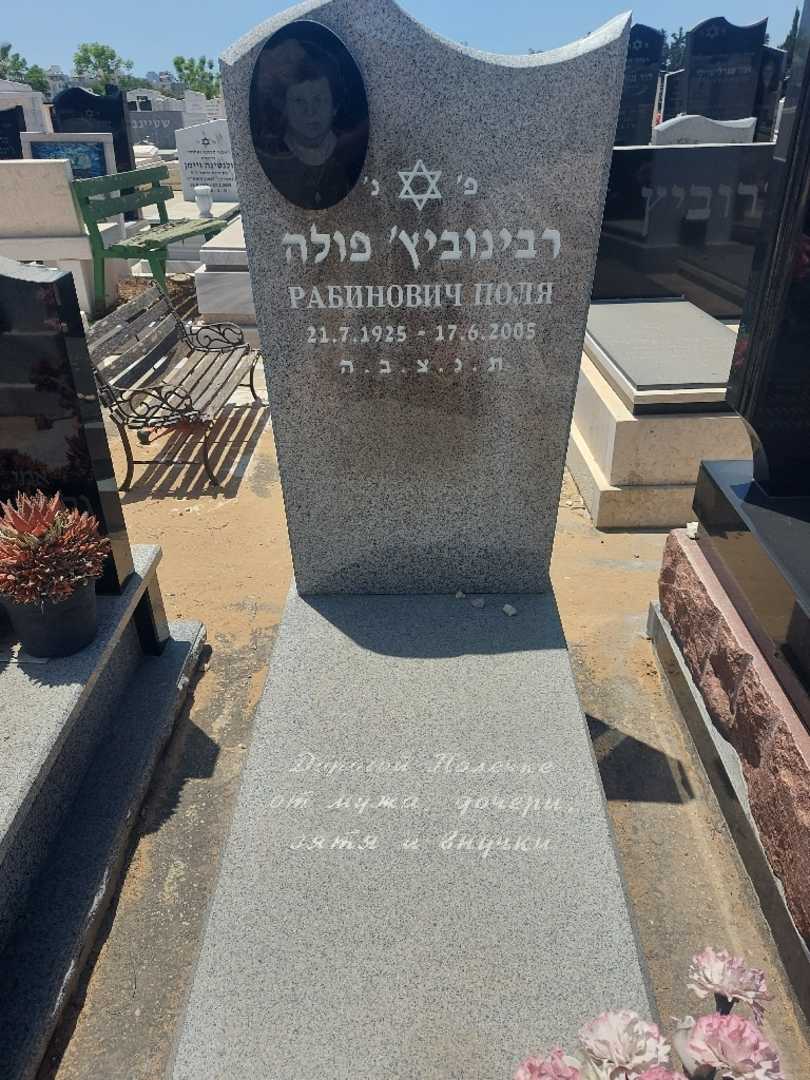 פ' נ'
רבינוביץ' פולה
РАБИНОВИЧ ПОЛЯ
21.7.1925 - 17.6.2005
ת.נ.צ.ב.ה
Дорогой Полечке
от мужа, дочери,
зятя и внучки